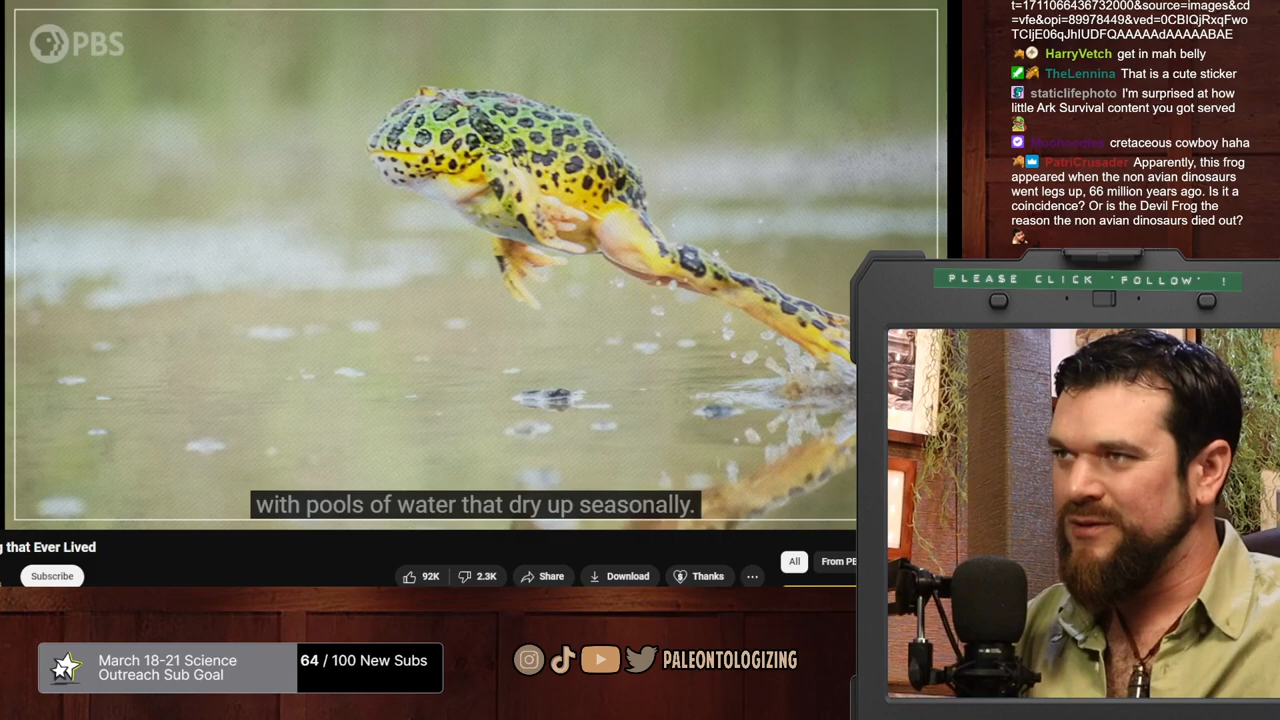 PBS
with pools of water that dry up seasonally.
g that Ever Lived
Subscribe
92K
2.3K
Share
Download
Thanks
...
All
From PB
t=1711066436732000&source=images&cd
=vfe&opi=89978449&ved=0CBIQjRxqFwo
TCIjE06qJhIUDFQAAAAAdAAAAABAE
HarryVetch get in mah belly
TheLennina That is a cute sticker
staticlifephoto I'm surprised at how
little Ark Survival content you got served
cretaceous cowboy haha
PatriCrusader Apparently, this frog
appeared when the non avian dinosaurs
went legs up, 66 million years ago. Is it a
coincidence? Or is the Devil Frog the
reason the non avian dinosaurs died out?
PLEASE CLICK 'FOLLOW' !
March 18-21 Science
Outreach Sub Goal
64 / 100 New Subs
PALEONTOLOGIZING